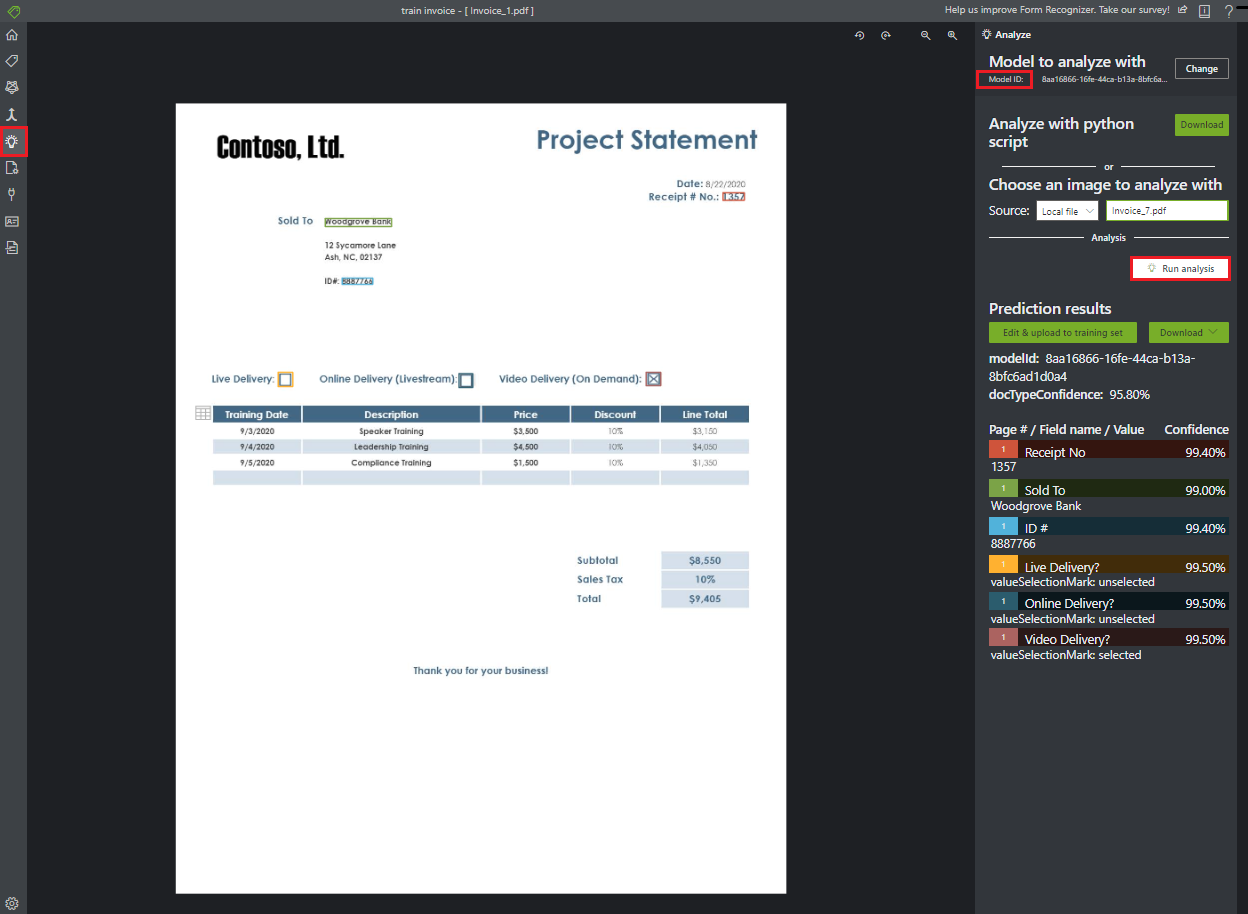 train invoice - [ Invoice_1.pdf ]
Help us improve Form Recognizer. Take our survey!
Contoso, Ltd.
Project Statement
Date: 8/22/2020
Receipt # No.: 1357
Sold To Woodgrove Bank
12 Sycamore Lane
Ash, NC, 02137
ID#: 8887766
Live Delivery: Online Delivery (Livestream): Video Delivery (On Demand):
Training Date Description Price Discount Line Total
9/3/2020 Speaker Training $3,500 10% $3,150
9/4/2020 Leadership Training $4,500 10% $4,050
9/5/2020 Compliance Training $1,500 10% $1,350
Subtotal $8,550
Sales Tax 10%
Total $9,405
Thank you for your business!
Analyze
Model to analyze with
Model ID: 8aa16866-16fe-44ca-b13a-8bfc6a...
Change
Analyze with python
script
Download
or
Choose an image to analyze with
Source: Local file Invoice_7.pdf
Analysis
Run analysis
Prediction results
Edit & upload to training set Download
modelId: 8aa16866-16fe-44ca-b13a-
8bfc6ad1d0a4
docTypeConfidence: 95.80%
Page # / Field name / Value Confidence
1 Receipt No 99.40%
1357
1 Sold To 99.00%
Woodgrove Bank
1 ID # 99.40%
8887766
1 Live Delivery? 99.50%
valueSelectionMark: unselected
1 Online Delivery? 99.50%
valueSelectionMark: unselected
1 Video Delivery? 99.50%
valueSelectionMark: selected